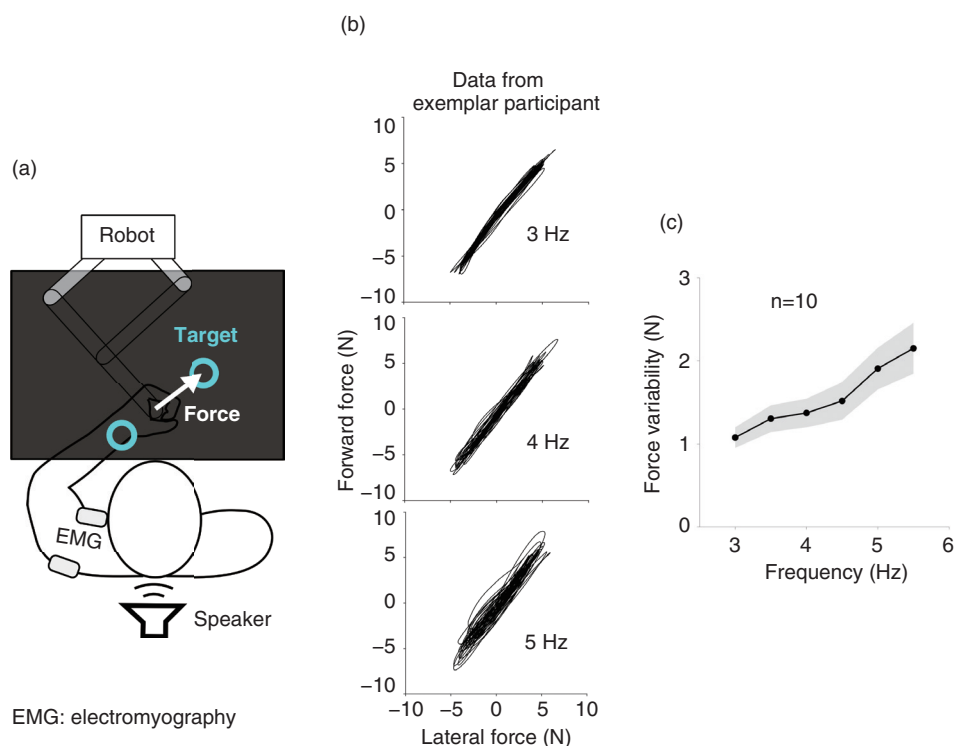 (a)
Robot
Target
Force
EMG
Speaker
EMG: electromyography
(b)
Data from
exemplar participant
10
5
0
−5
−10
3 Hz
10
5
0
−5
−10
4 Hz
10
5
0
−5
−10
5 Hz
Forward force (N)
−10 −5 0 5 10
Lateral force (N)
(c)
3
2
1
0
n=10
Force variability (N)
3 4 5 6
Frequency (Hz)